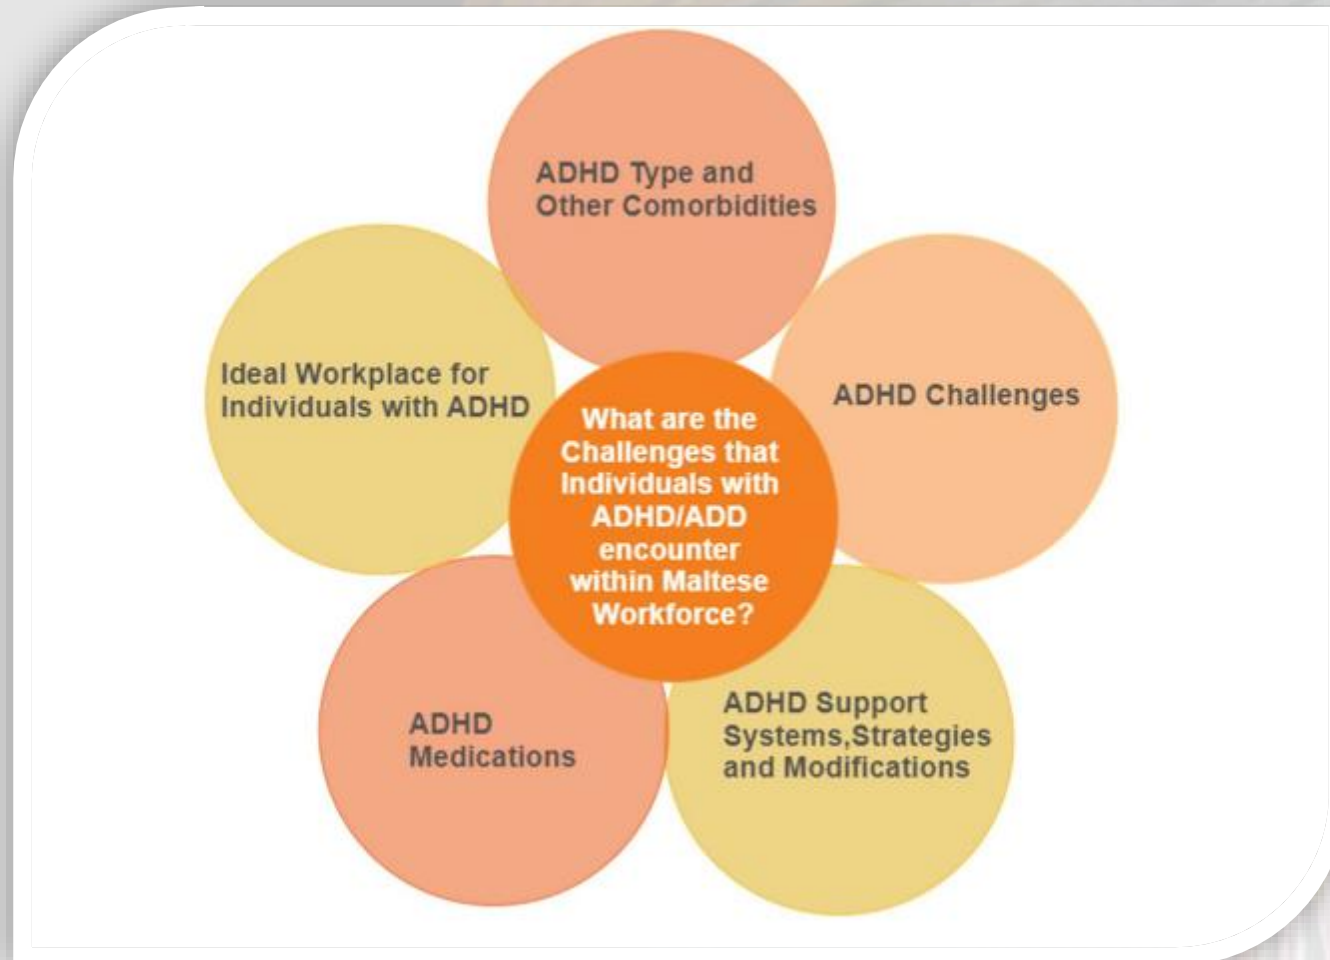 ADHD Type and
Other Comorbidities
ADHD Challenges
ADHD Support
Systems,Strategies
and Modifications
ADHD
Medications
Ideal Workplace for
Individuals with ADHD
What are the
Challenges that
Individuals with
ADHD/ADD
encounter
within Maltese
Workforce?